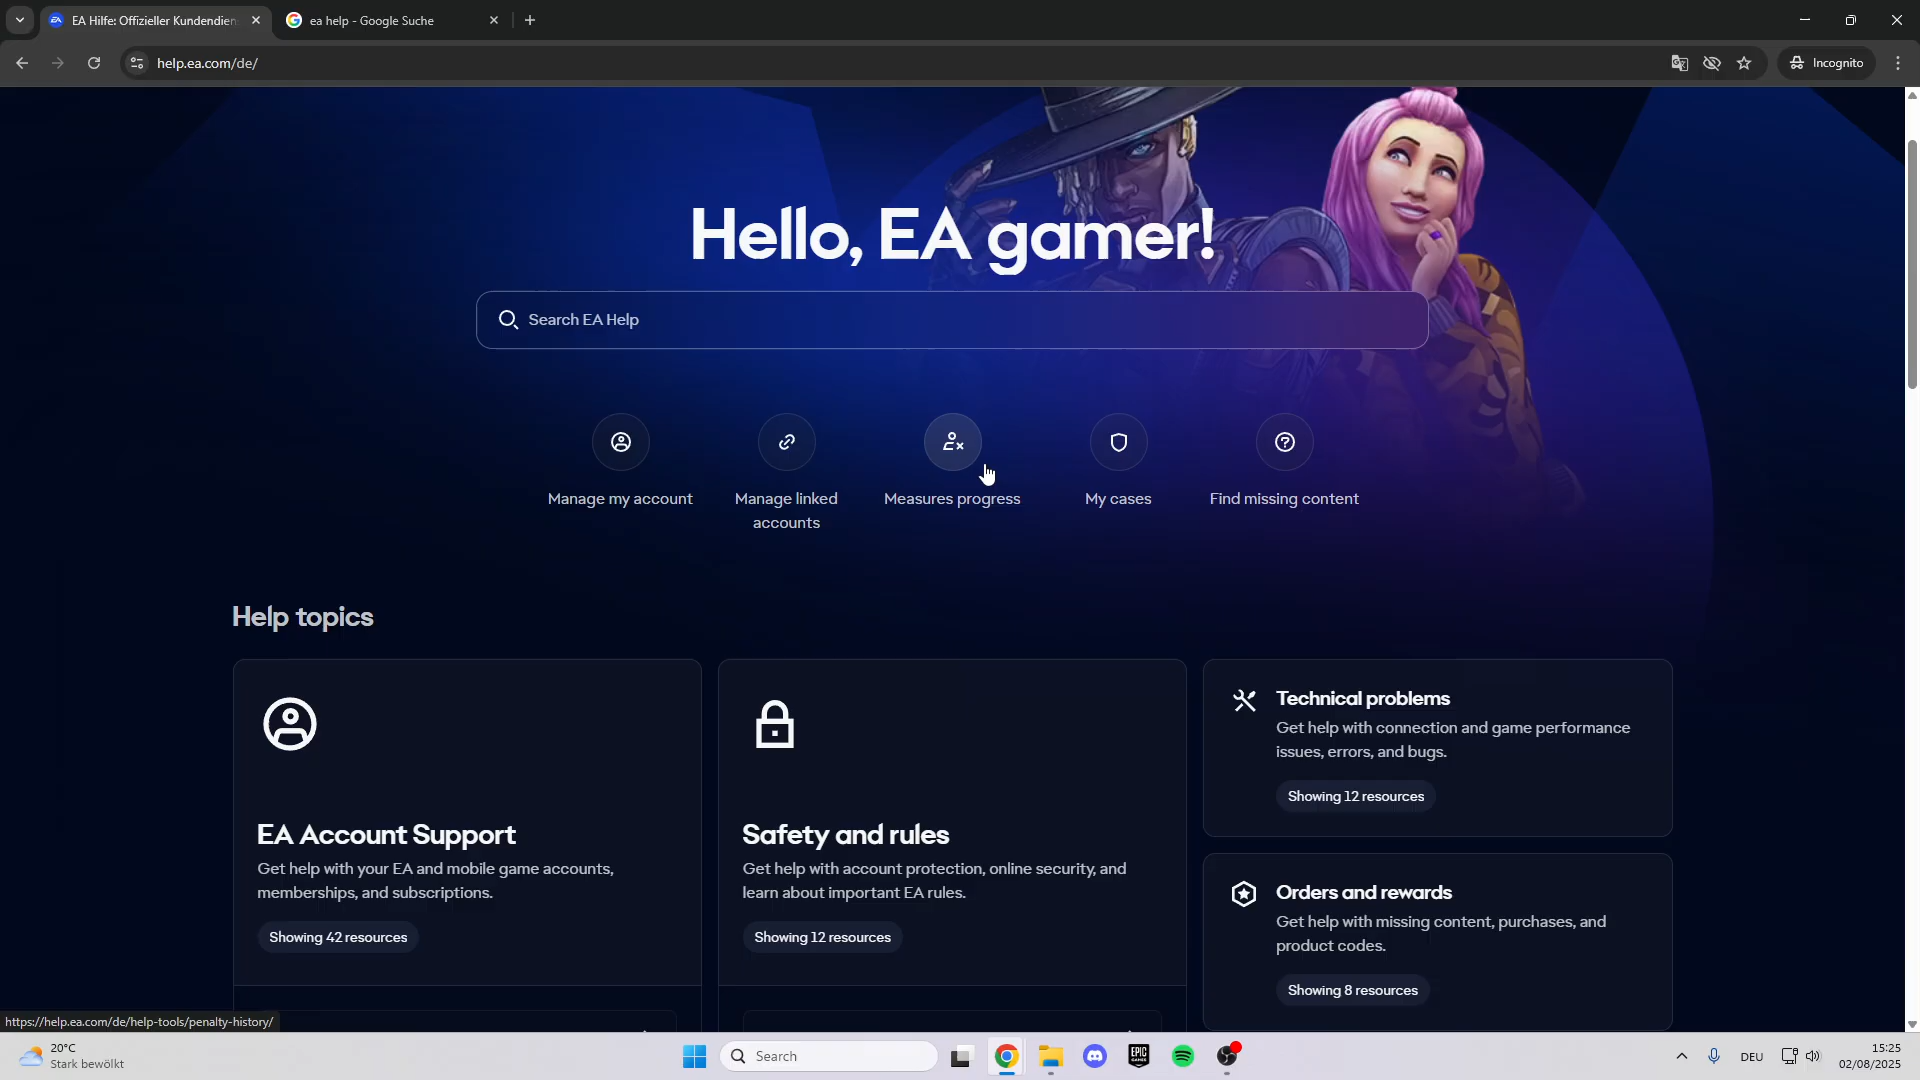 EA Hilfe: Offizieller Kundendien
ea help - Google Suche
help.ea.com/de/
Incognito
Hello, EA gamer!
Search EA Help
Manage my account
Manage linked
accounts
Measures progress
My cases
Find missing content
Help topics
EA Account Support
Get help with your EA and mobile game accounts,
memberships, and subscriptions.
Showing 42 resources
Safety and rules
Get help with account protection, online security, and
learn about important EA rules.
Showing 12 resources
Technical problems
Get help with connection and game performance
issues, errors, and bugs.
Showing 12 resources
Orders and rewards
Get help with missing content, purchases, and
product codes.
Showing 8 resources
https://help.ea.com/de/help-tools/penalty-history/
20°C
Stark bewölkt
Search
EPIC
GAMES
DEU
15:25
02/08/2025